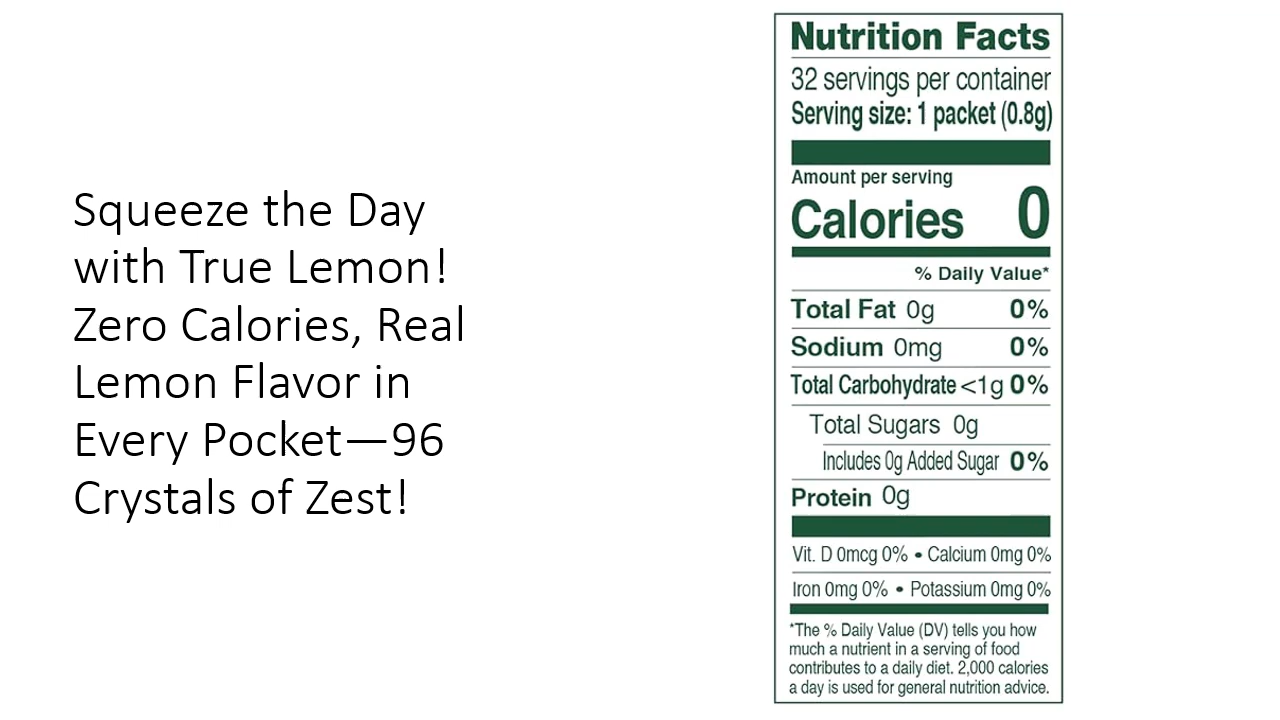 Squeeze the Day
with True Lemon!
Zero Calories, Real
Lemon Flavor in
Every Pocket—96
Crystals of Zest!
Nutrition Facts
32 servings per container
Serving size: 1 packet (0.8g)
Amount per serving
Calories 0
% Daily Value*
Total Fat 0g 0%
Sodium 0mg 0%
Total Carbohydrate <1g 0%
Total Sugars 0g
Includes 0g Added Sugar 0%
Protein 0g
Vit. D 0mcg 0% • Calcium 0mg 0%
Iron 0mg 0% • Potassium 0mg 0%
*The % Daily Value (DV) tells you how
much a nutrient in a serving of food
contributes to a daily diet. 2,000 calories
a day is used for general nutrition advice.